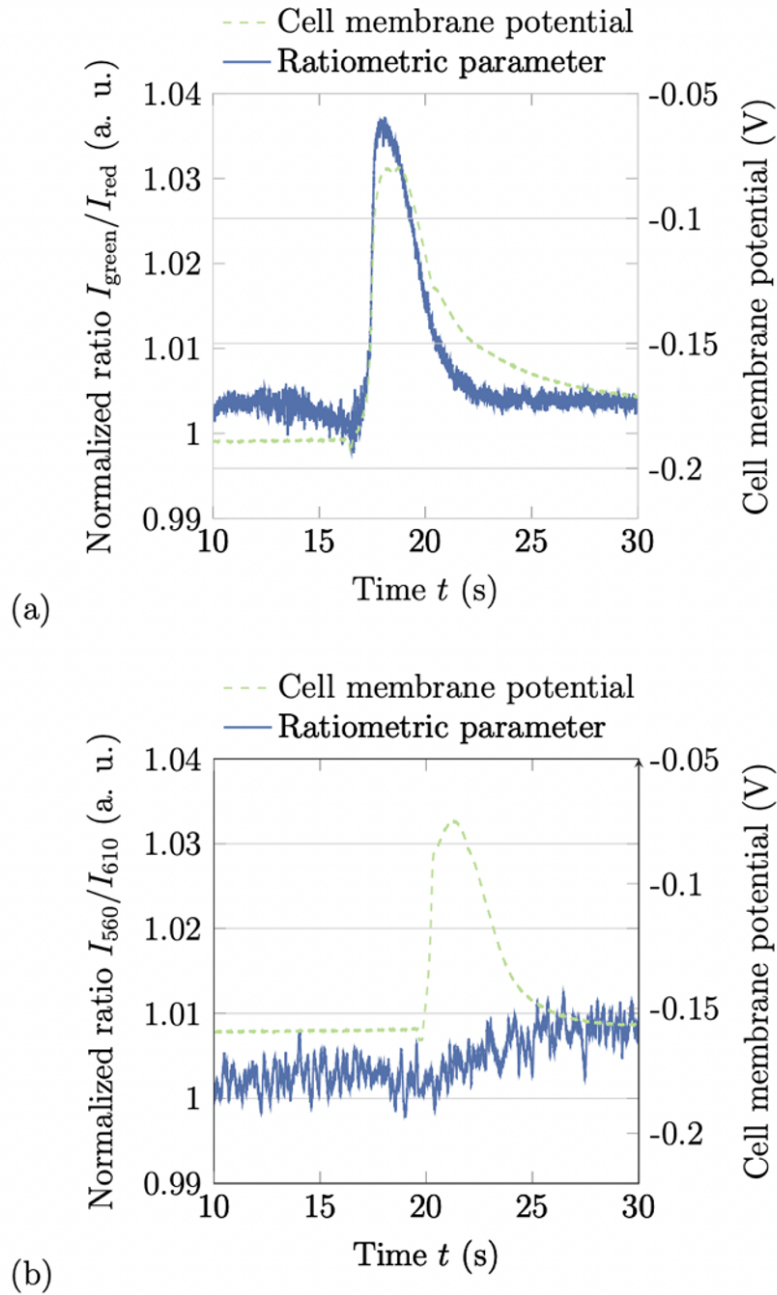 Cell membrane potential
Ratiometric parameter
Normalized ratio I_green/I_red (a. u.)
1.04
1.03
1.02
1.01
1
0.99
-0.05
-0.1
-0.15
-0.2
Cell membrane potential (V)
10 15 20 25 30
Time t (s)
(a)
Cell membrane potential
Ratiometric parameter
Normalized ratio I_560/I_610 (a. u.)
1.04
1.03
1.02
1.01
1
0.99
-0.05
-0.1
-0.15
-0.2
Cell membrane potential (V)
10 15 20 25 30
Time t (s)
(b)